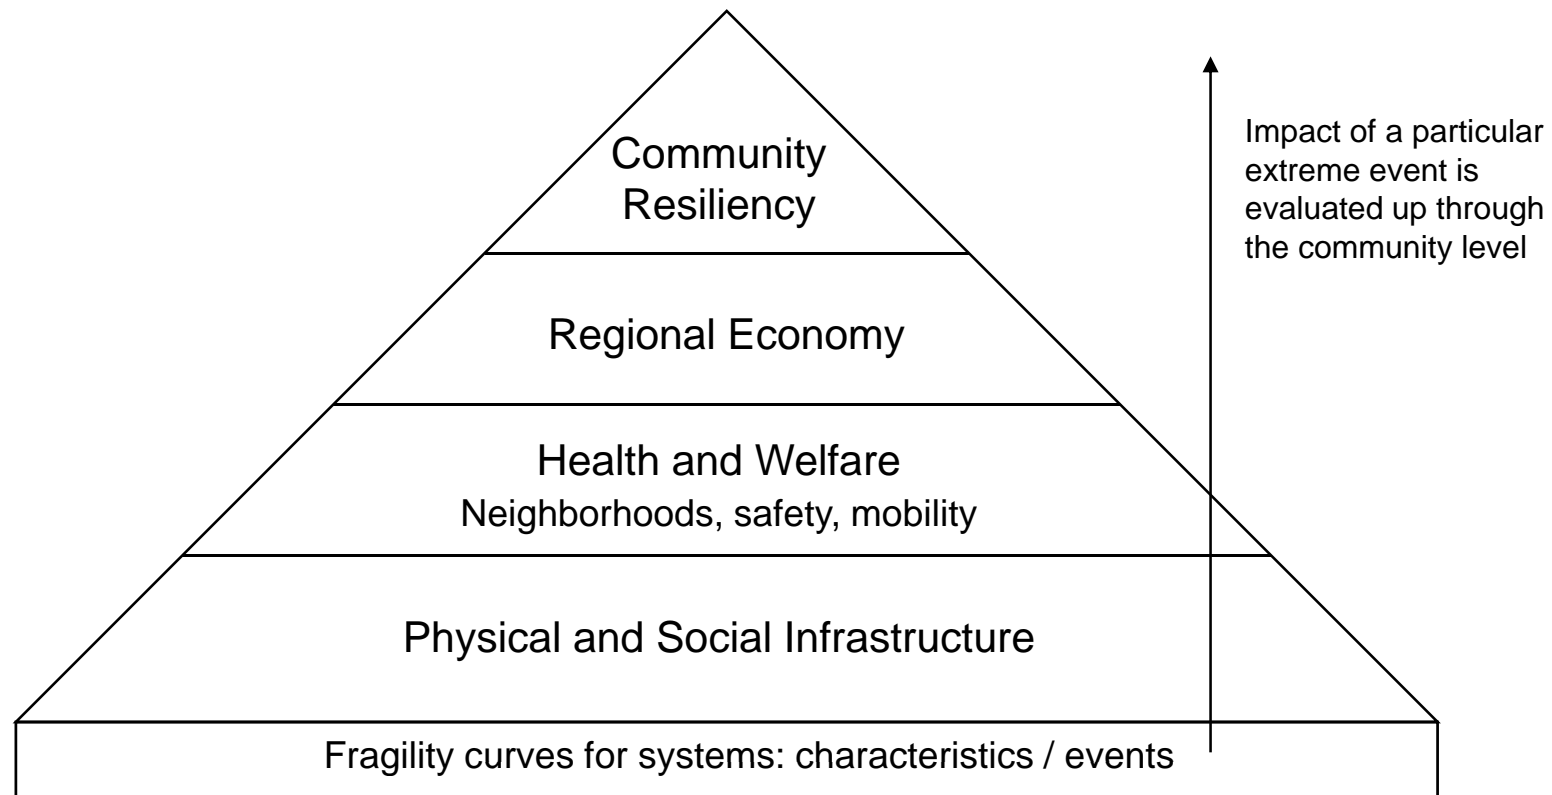 Community
Resiliency
Impact of a particular
extreme event is
evaluated up through
the community level
Regional Economy
Health and Welfare
Neighborhoods, safety, mobility
Physical and Social Infrastructure
Fragility curves for systems: characteristics / events